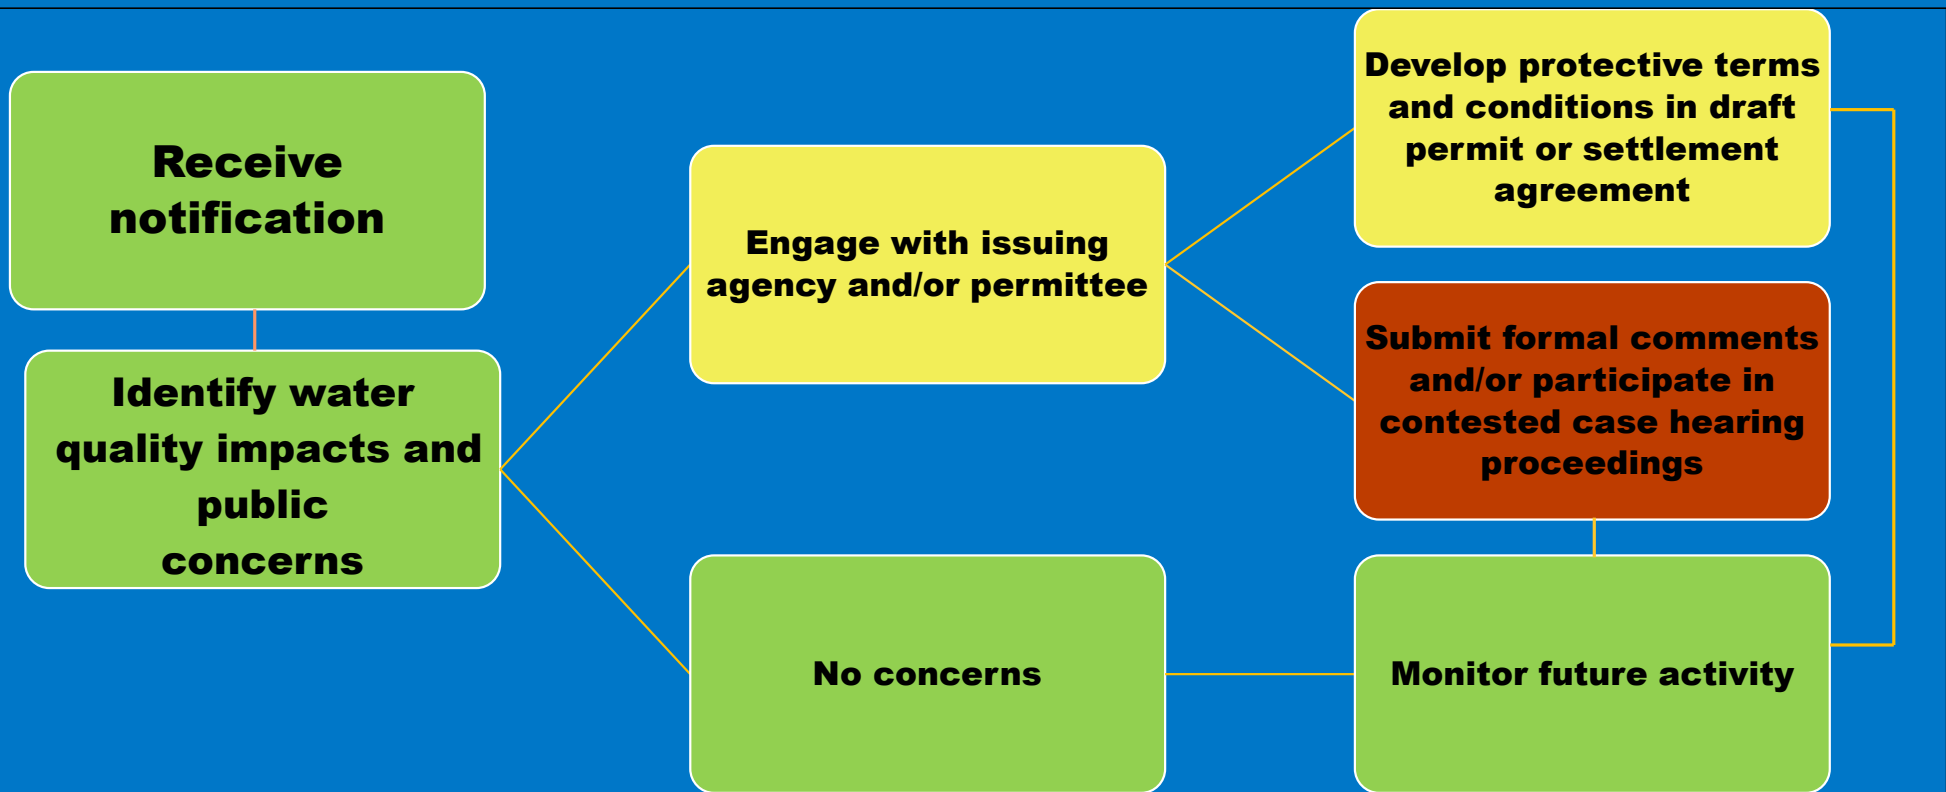 Receive
notification
Identify water
quality impacts and
public
concerns
Engage with issuing
agency and/or permittee
No concerns
Develop protective terms
and conditions in draft
permit or settlement
agreement
Submit formal comments
and/or participate in
contested case hearing
proceedings
Monitor future activity